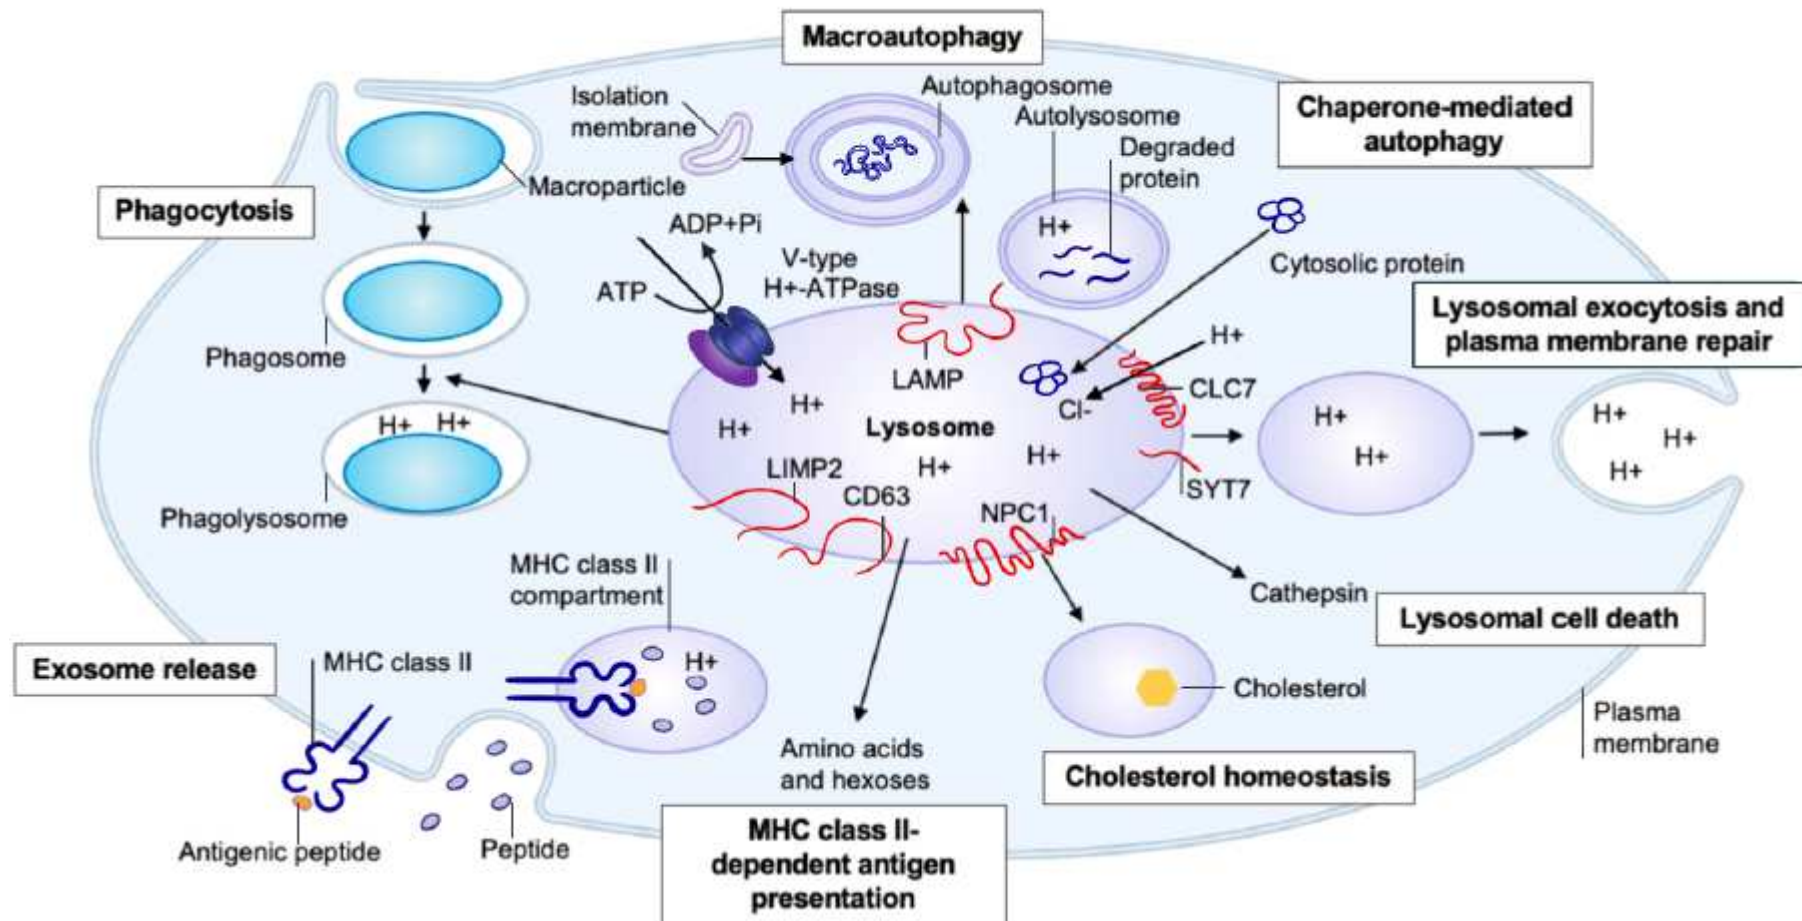 Macroautophagy
Isolation
membrane
Autophagosome
Autolysosome
Degraded
protein
Chaperone-mediated
autophagy
Macroparticle
Phagocytosis
ADP+Pi
V-type
H+-ATPase
ATP
H+
Cytosolic protein
Lysosomal exocytosis and
plasma membrane repair
Phagosome
LAMP
H+
CLC7
Cl-
H+
H+
Lysosome
H+
H+
H+
H+
H+
H+
H+
H+
H+
H+
LIMP2
CD63
NPC1
SYT7
Phagolysosome
MHC class II
compartment
Cathepsin
Lysosomal cell death
Exosome release
MHC class II
H+
Cholesterol
Plasma
membrane
Amino acids
and hexoses
Cholesterol homeostasis
Antigenic peptide
Peptide
MHC class II-
dependent antigen
presentation